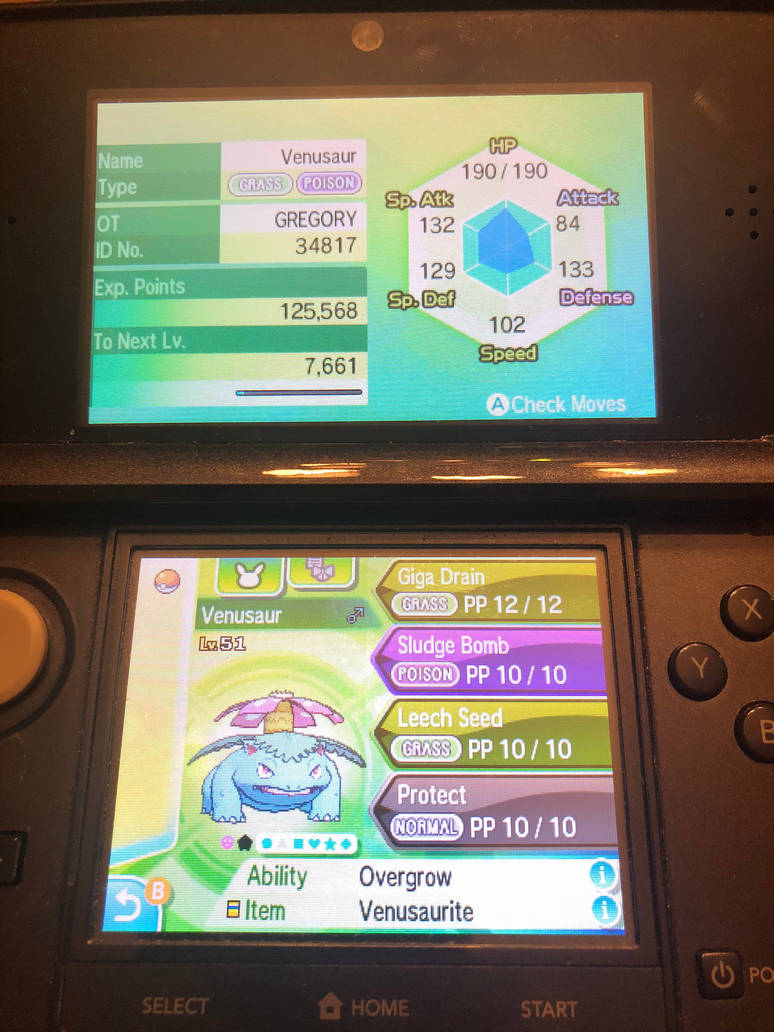 Name Venusaur
Type GRASS POISON
OT GREGORY
ID No. 34817
Exp. Points
125,568
To Next Lv.
7,661
HP
190 / 190
Sp. Atk Attack
132 84
129 133
Sp. Def Defense
102
Speed
A Check Moves
Venusaur ♂
Lv. 51
Giga Drain
GRASS PP 12 / 12
Sludge Bomb
POISON PP 10 / 10
Leech Seed
GRASS PP 10 / 10
Protect
NORMAL PP 10 / 10
Ability Overgrow i
Item Venusaurite i
B
X
Y
B
SELECT HOME START